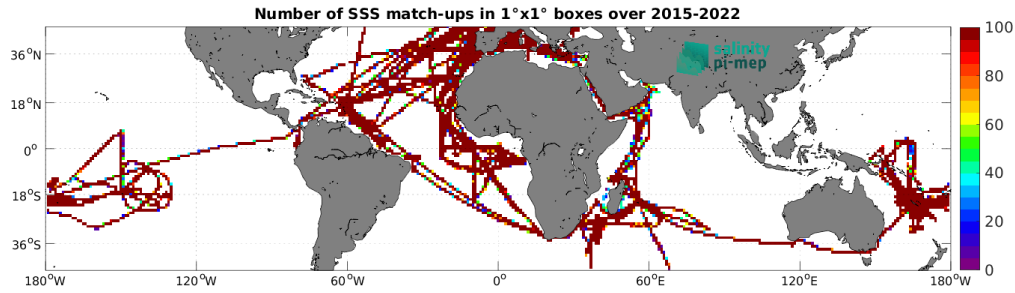 Number of SSS match-ups in 1°x1° boxes over 2015-2022
36°N
18°N
0°
18°S
36°S
180°W
120°W
60°W
0°
60°E
120°E
180°W
salinity
pi-mep
100
80
60
40
20
0